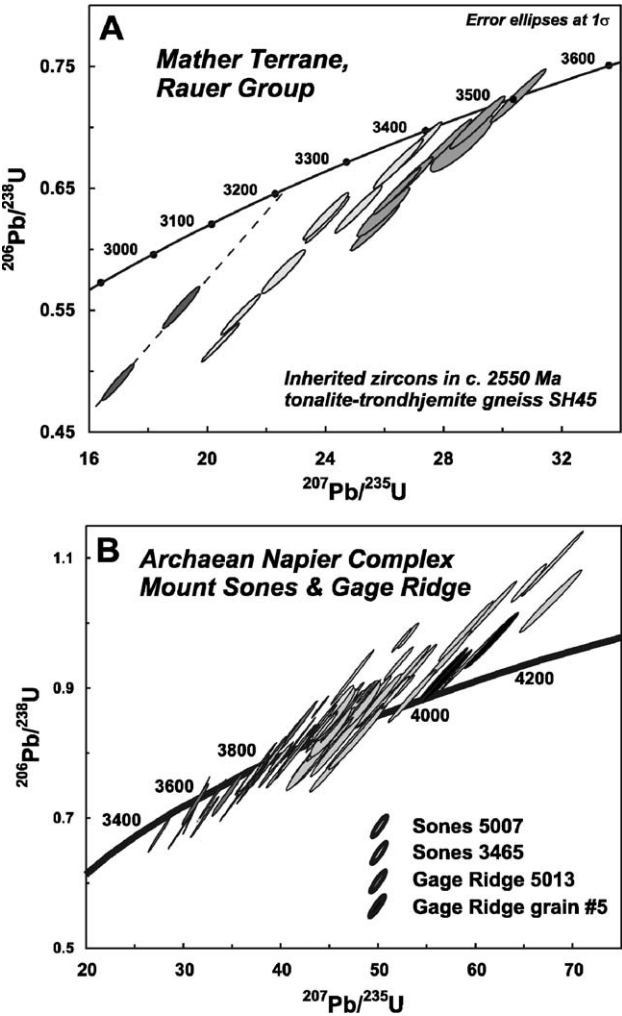 A
Error ellipses at 1σ
Mather Terrane,
Rauer Group
3600
3500
3400
3300
3200
3100
3000
0.75
0.65
0.55
0.45
206Pb/238U
Inherited zircons in c. 2550 Ma
tonalite-trondhjemite gneiss SH45
16 20 24 28 32
207Pb/235U
B
Archaean Napier Complex
Mount Sones & Gage Ridge
1.1
0.9
0.7
0.5
206Pb/238U
4200
4000
3800
3600
3400
Sones 5007
Sones 3465
Gage Ridge 5013
Gage Ridge grain #5
20 30 40 50 60 70
207Pb/235U